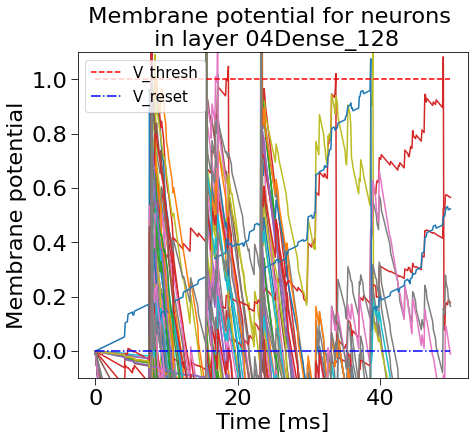 Membrane potential for neurons
in layer 04Dense_128
V_thresh
V_reset
Membrane potential
1.0
0.8
0.6
0.4
0.2
0.0
0
20
40
Time [ms]